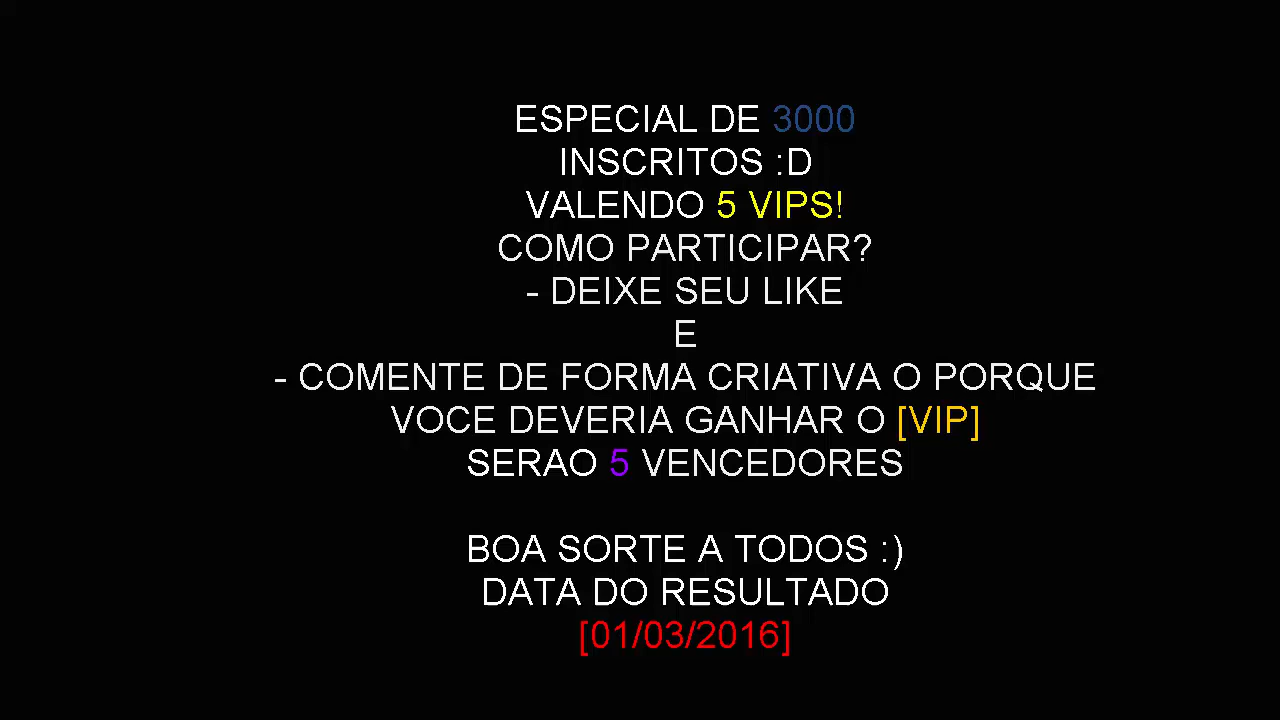 ESPECIAL DE 3000
INSCRITOS :D
VALENDO 5 VIPS!
COMO PARTICIPAR?
- DEIXE SEU LIKE
E
- COMENTE DE FORMA CRIATIVA O PORQUE
VOCE DEVERIA GANHAR O [VIP]
SERAO 5 VENCEDORES
BOA SORTE A TODOS :)
DATA DO RESULTADO
[01/03/2016]